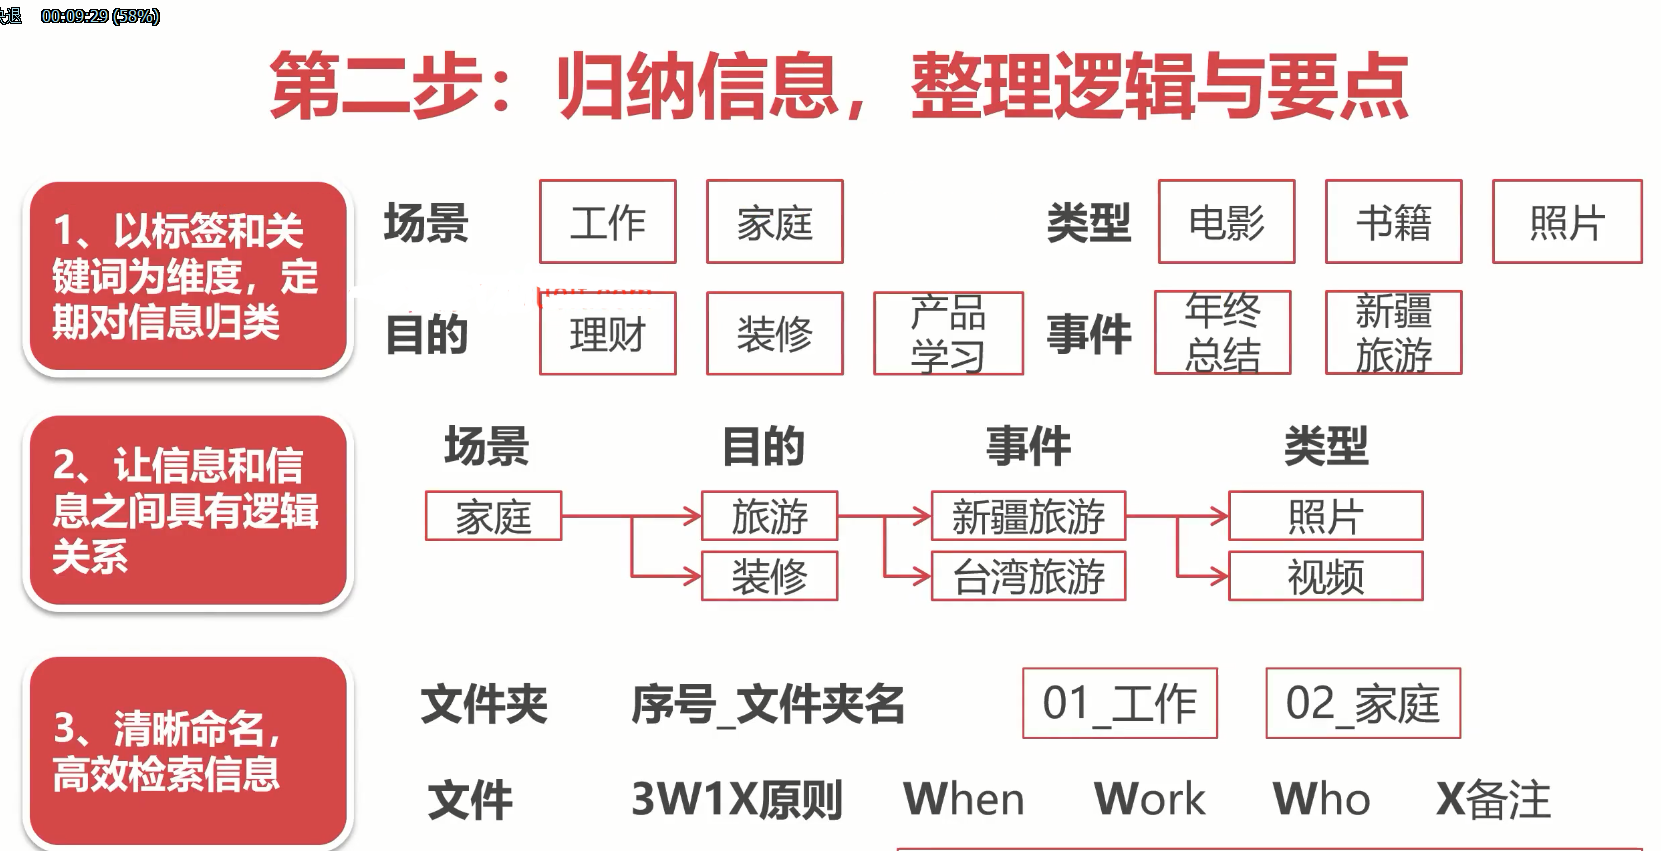 快退 00:09:29 (58%)
第二步：归纳信息，整理逻辑与要点
1、以标签和关
键词为维度，定
期对信息归类
场景 工作 家庭 类型 电影 书籍 照片
目的 理财 装修 产品
学习 事件 年终
总结 新疆
旅游
2、让信息和信
息之间具有逻辑
关系
场景 目的 事件 类型
家庭 旅游 新疆旅游 照片
装修 台湾旅游 视频
3、清晰命名，
高效检索信息
文件夹 序号_文件夹名 01_工作 02_家庭
文件 3W1X原则 When Work Who X备注